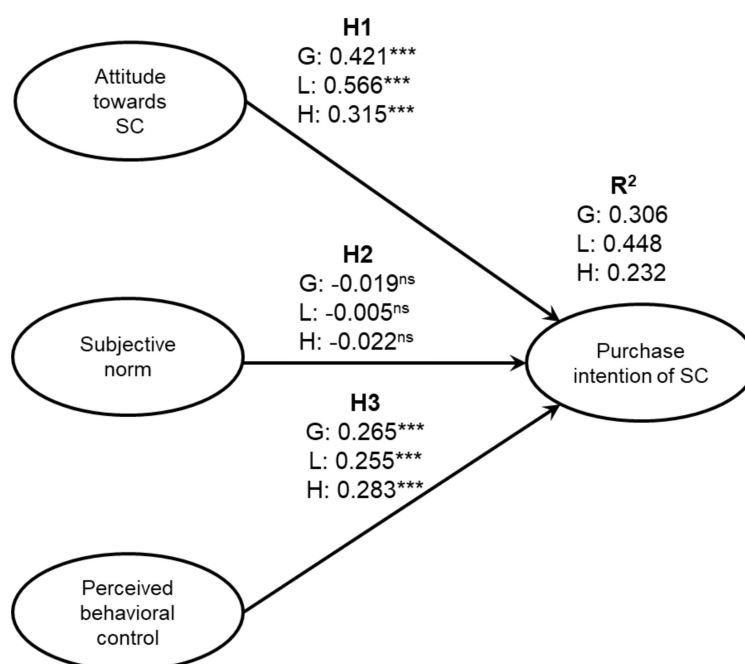 H1
G: 0.421***
L: 0.566***
H: 0.315***
Attitude
towards
SC
R²
G: 0.306
L: 0.448
H: 0.232
H2
G: -0.019ⁿˢ
L: -0.005ⁿˢ
H: -0.022ⁿˢ
Subjective
norm
Purchase
intention of SC
H3
G: 0.265***
L: 0.255***
H: 0.283***
Perceived
behavioral
control